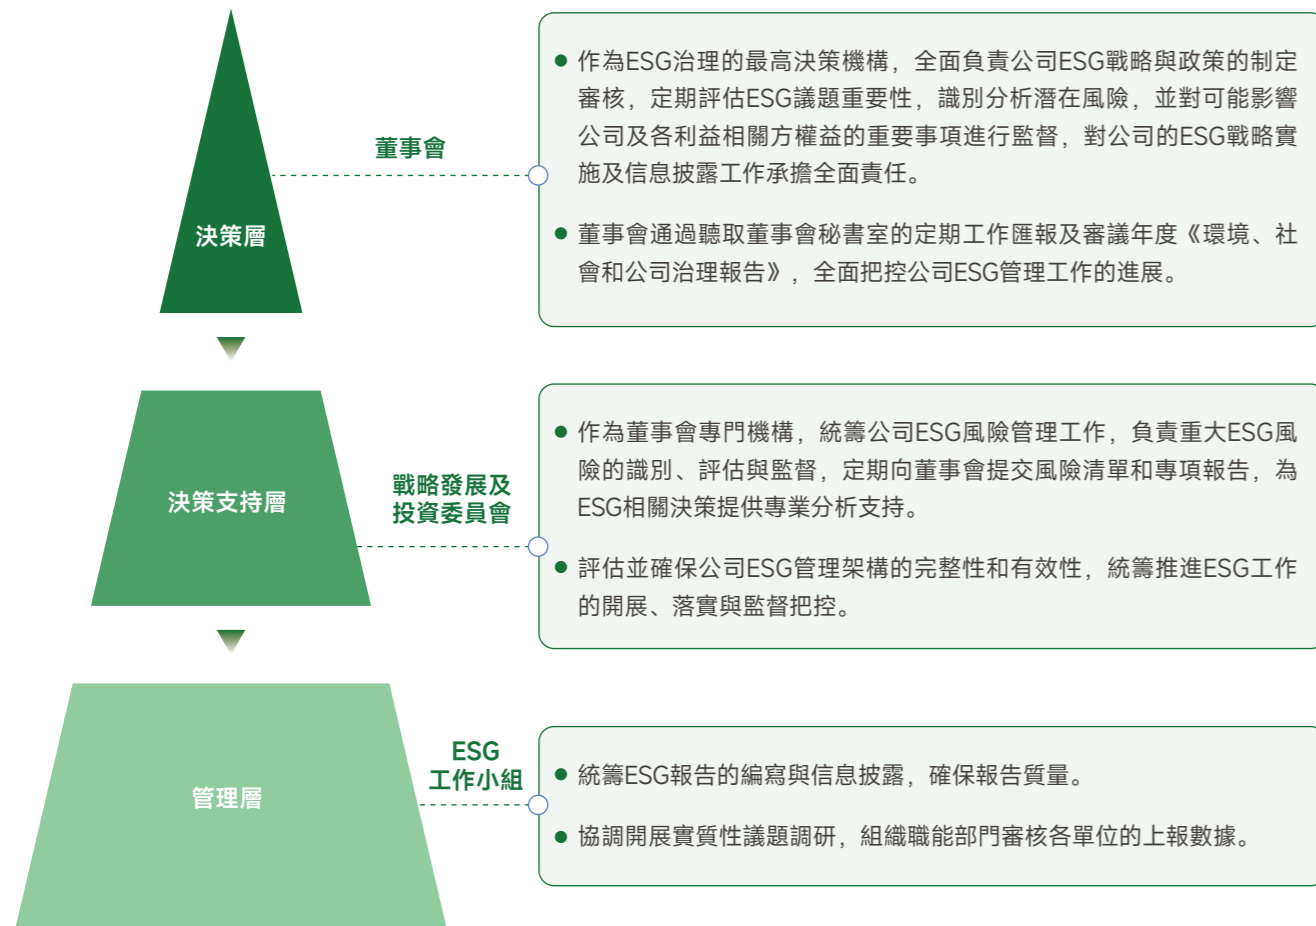 決策層
董事會
作為ESG治理的最高決策機構，全面負責公司ESG戰略與政策的制定
審核，定期評估ESG議題重要性，識別分析潛在風險，並對可能影響
公司及各利益相關方權益的重要事項進行監督，對公司的ESG戰略實
施及信息披露工作承擔全面責任。
董事會通過聽取董事會秘書室的定期工作匯報及審議年度《環境、社
會和公司治理報告》，全面把控公司ESG管理工作的進展。
決策支持層
戰略發展及
投資委員會
作為董事會專門機構，統籌公司ESG風險管理工作，負責重大ESG風
險的識別、評估與監督，定期向董事會提交風險清單和專項報告，為
ESG相關決策提供專業分析支持。
評估並確保公司ESG管理架構的完整性和有效性，統籌推進ESG工作
的開展、落實與監督把控。
管理層
ESG
工作小組
統籌ESG報告的編寫與信息披露，確保報告質量。
協調開展實質性議題調研，組織職能部門審核各單位的上報數據。